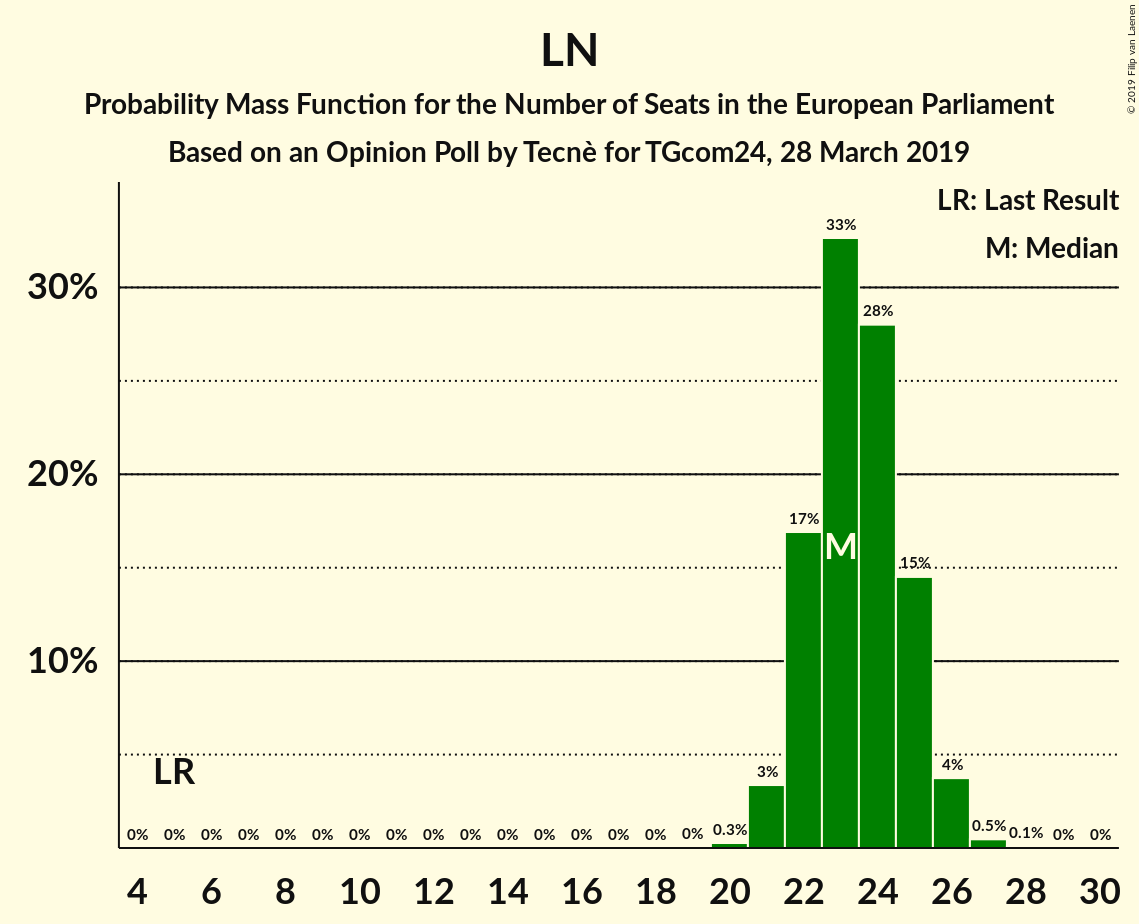 LN
Probability Mass Function for the Number of Seats in the European Parliament
Based on an Opinion Poll by Tecnè for TGcom24, 28 March 2019
© 2019 Filip van Laenen
LR: Last Result
M: Median
33%
30%
28%
20%
17%
M
15%
10%
LR
4%
3%
0% 0% 0% 0% 0% 0% 0% 0% 0% 0% 0% 0% 0% 0% 0% 0% 0.3% 0.5% 0.1% 0% 0%
4 6 8 10 12 14 16 18 20 22 24 26 28 30